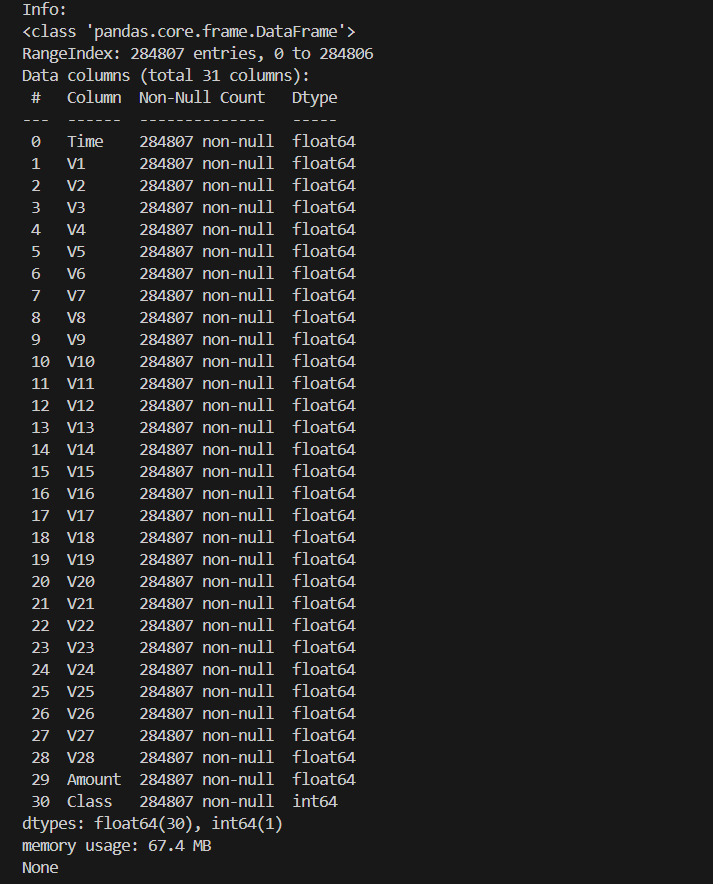 Info:
<class 'pandas.core.frame.DataFrame'>
RangeIndex: 284807 entries, 0 to 284806
Data columns (total 31 columns):
 #   Column  Non-Null Count   Dtype
---  ------  --------------   -----
 0   Time    284807 non-null  float64
 1   V1      284807 non-null  float64
 2   V2      284807 non-null  float64
 3   V3      284807 non-null  float64
 4   V4      284807 non-null  float64
 5   V5      284807 non-null  float64
 6   V6      284807 non-null  float64
 7   V7      284807 non-null  float64
 8   V8      284807 non-null  float64
 9   V9      284807 non-null  float64
 10  V10     284807 non-null  float64
 11  V11     284807 non-null  float64
 12  V12     284807 non-null  float64
 13  V13     284807 non-null  float64
 14  V14     284807 non-null  float64
 15  V15     284807 non-null  float64
 16  V16     284807 non-null  float64
 17  V17     284807 non-null  float64
 18  V18     284807 non-null  float64
 19  V19     284807 non-null  float64
 20  V20     284807 non-null  float64
 21  V21     284807 non-null  float64
 22  V22     284807 non-null  float64
 23  V23     284807 non-null  float64
 24  V24     284807 non-null  float64
 25  V25     284807 non-null  float64
 26  V26     284807 non-null  float64
 27  V27     284807 non-null  float64
 28  V28     284807 non-null  float64
 29  Amount  284807 non-null  float64
 30  Class   284807 non-null  int64
dtypes: float64(30), int64(1)
memory usage: 67.4 MB
None